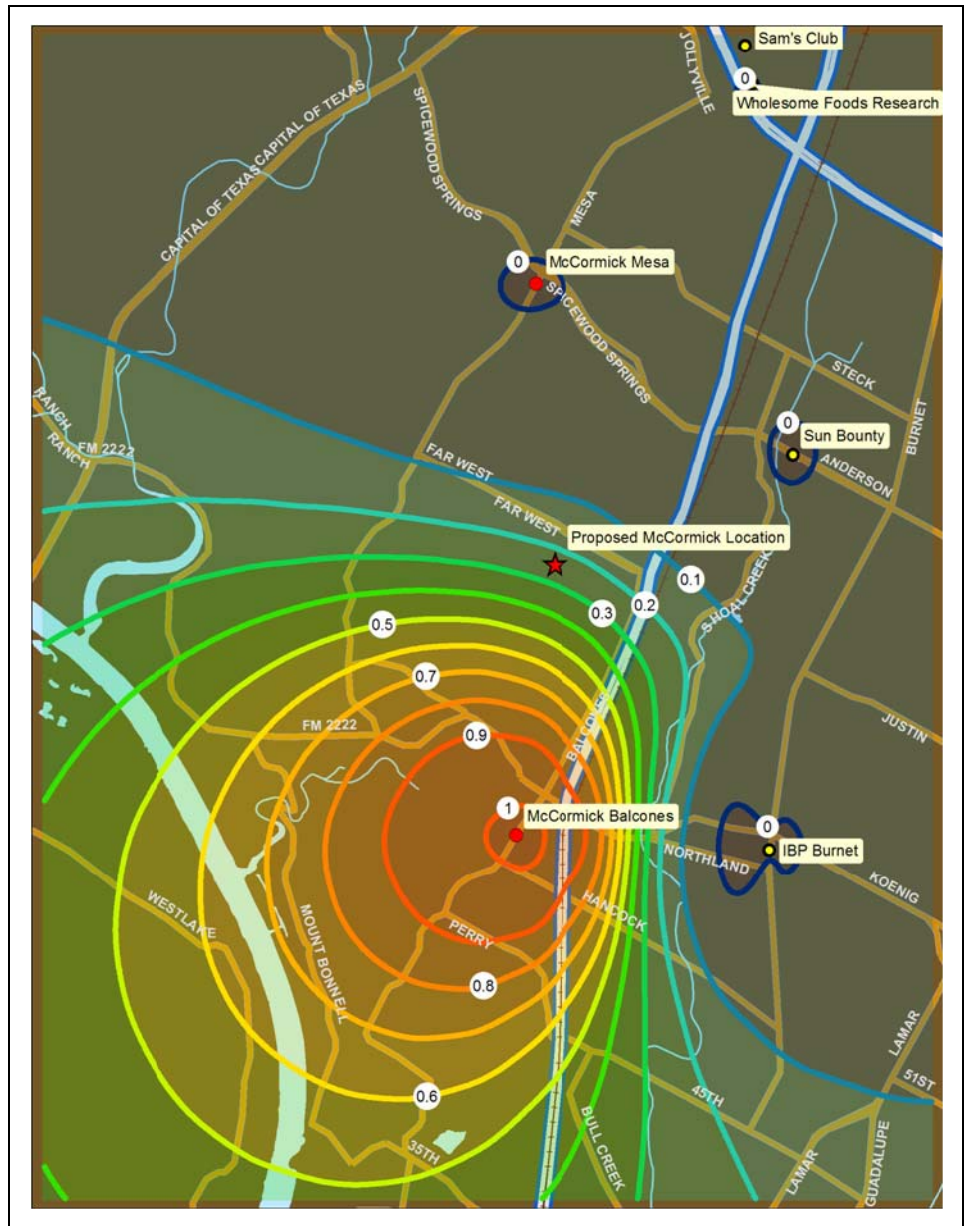 Sam's Club
JOLLYVILLE
0
Wholesome Foods Research
CAPITAL OF TEXAS
CAPITAL OF TEXAS
SPICEWOOD SPRINGS
MESA
0
McCormick Mesa
SPICEWOOD SPRINGS
STECK
BURNET
RANCH
RANCH
FM 2222
0
Sun Bounty
ANDERSON
FAR WEST
FAR WEST
Proposed McCormick Location
0.1
0.2
0.3
SHOAL CREEK
0.5
0.7
FM 2222
0.9
JUSTIN
1
McCormick Balcones
0
IBP Burnet
NORTHLAND
KOENIG
HANCOCK
PERRY
WESTLAKE
MOUNT BONNELL
0.8
LAMAR
51ST
0.6
45TH
BULL CREEK
35TH
LAMAR
GUADALUPE